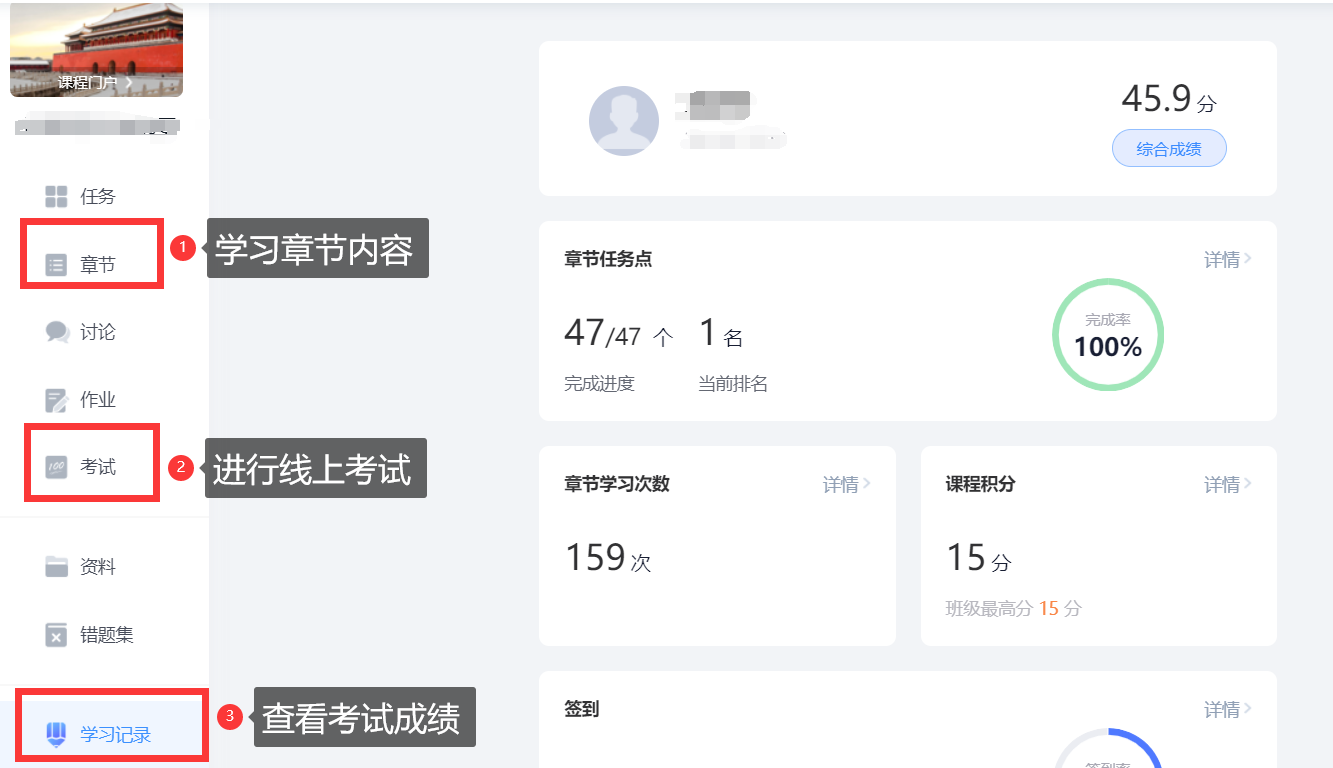 课程门户 >
任务
章节
1
学习章节内容
讨论
作业
考试
2
进行线上考试
资料
错题集
学习记录
3
查看考试成绩
45.9 分
综合成绩
章节任务点
详情 >
47/47 个
1 名
完成进度
当前排名
完成率
100%
章节学习次数
详情 >
159 次
课程积分
详情 >
15 分
班级最高分 15 分
签到
详情 >
签到率